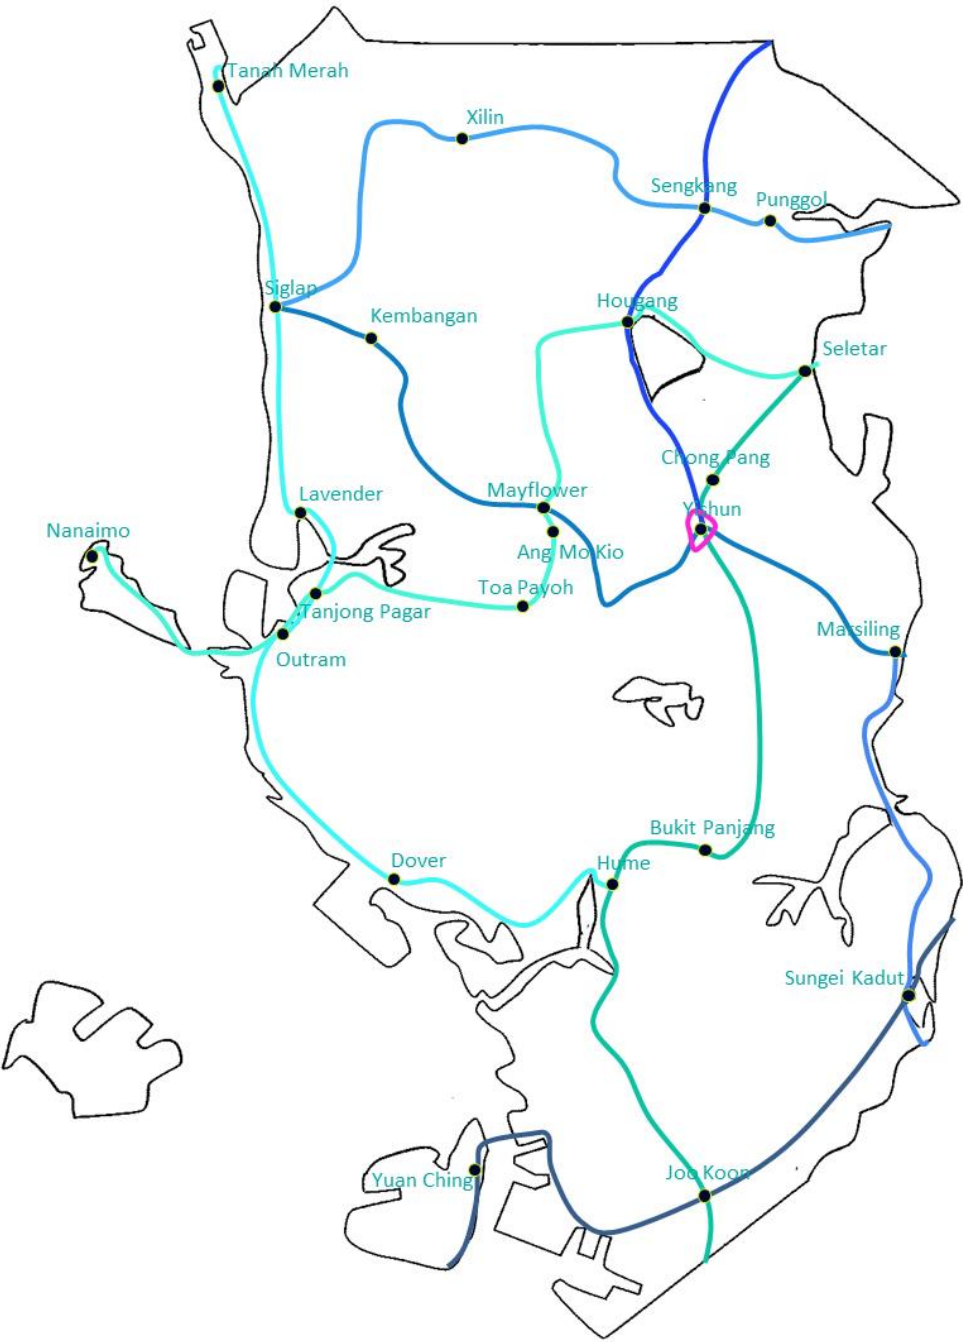 Tanah Merah
Xilin
Sengkang
Punggol
Siglap
Hougang
Kembangan
Seletar
Chong Pang
Mayflower
Lavender
Yishun
Nanaimo
Ang Mo Kio
Toa Payoh
Tanjong Pagar
Marsiling
Outram
Bukit Panjang
Dover
Hume
Sungei Kadut
Joo Koon
Yuan Ching